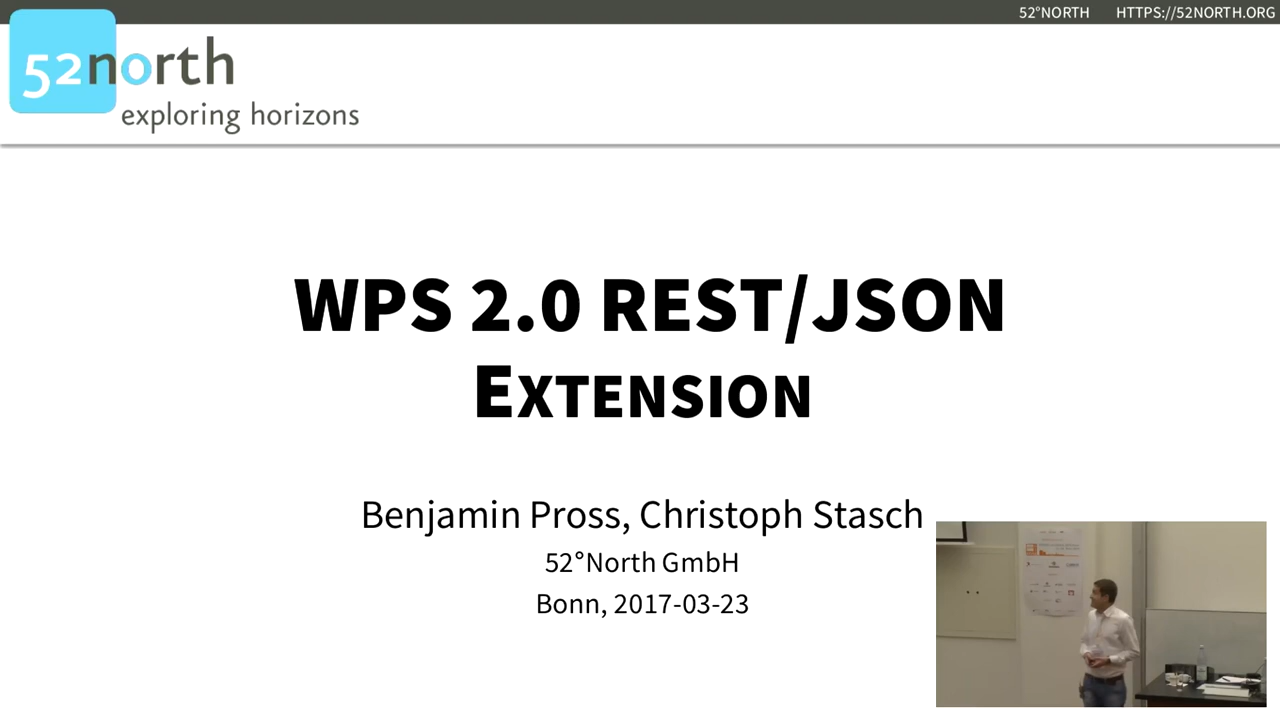 52°NORTH HTTPS://52NORTH.ORG
52north
exploring horizons
WPS 2.0 REST/JSON
EXTENSION
Benjamin Pross, Christoph Stasch
52°North GmbH
Bonn, 2017-03-23